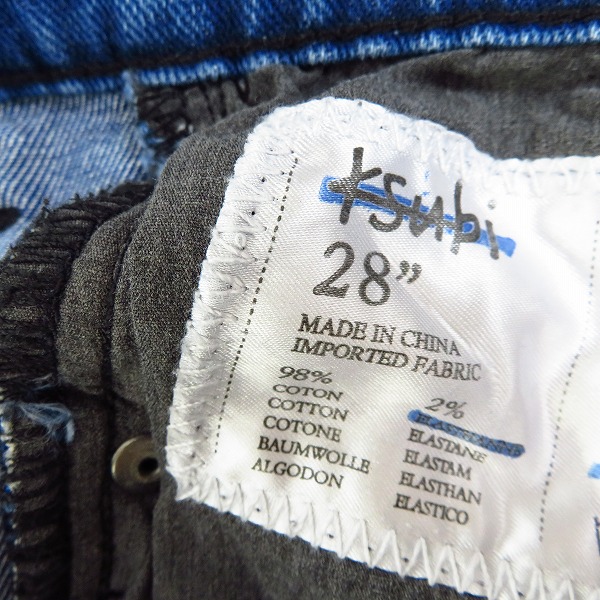 ksubi
28”
MADE IN CHINA
IMPORTED FABRIC
98%
COTON
COTTON
COTONE
BAUMWOLLE
ALGODON
2%
ELASTANE
ELASTAM
ELASTHAN
ELASTICO